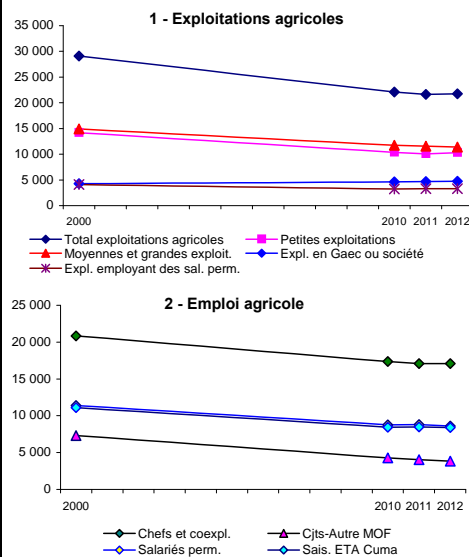 1 - Exploitations agricoles
35 000
30 000
25 000
20 000
15 000
10 000
5 000
0
2000 2010 2011 2012
Total exploitations agricoles Petites exploitations
Moyennes et grandes exploit. Expl. en Gaec ou société
Expl. employant des sal. perm.
2 - Emploi agricole
25 000
20 000
15 000
10 000
5 000
0
2000 2010 2011 2012
Chefs et coexpl. Cjts-Autre MOF
Salariés perm. Sais. ETA Cuma